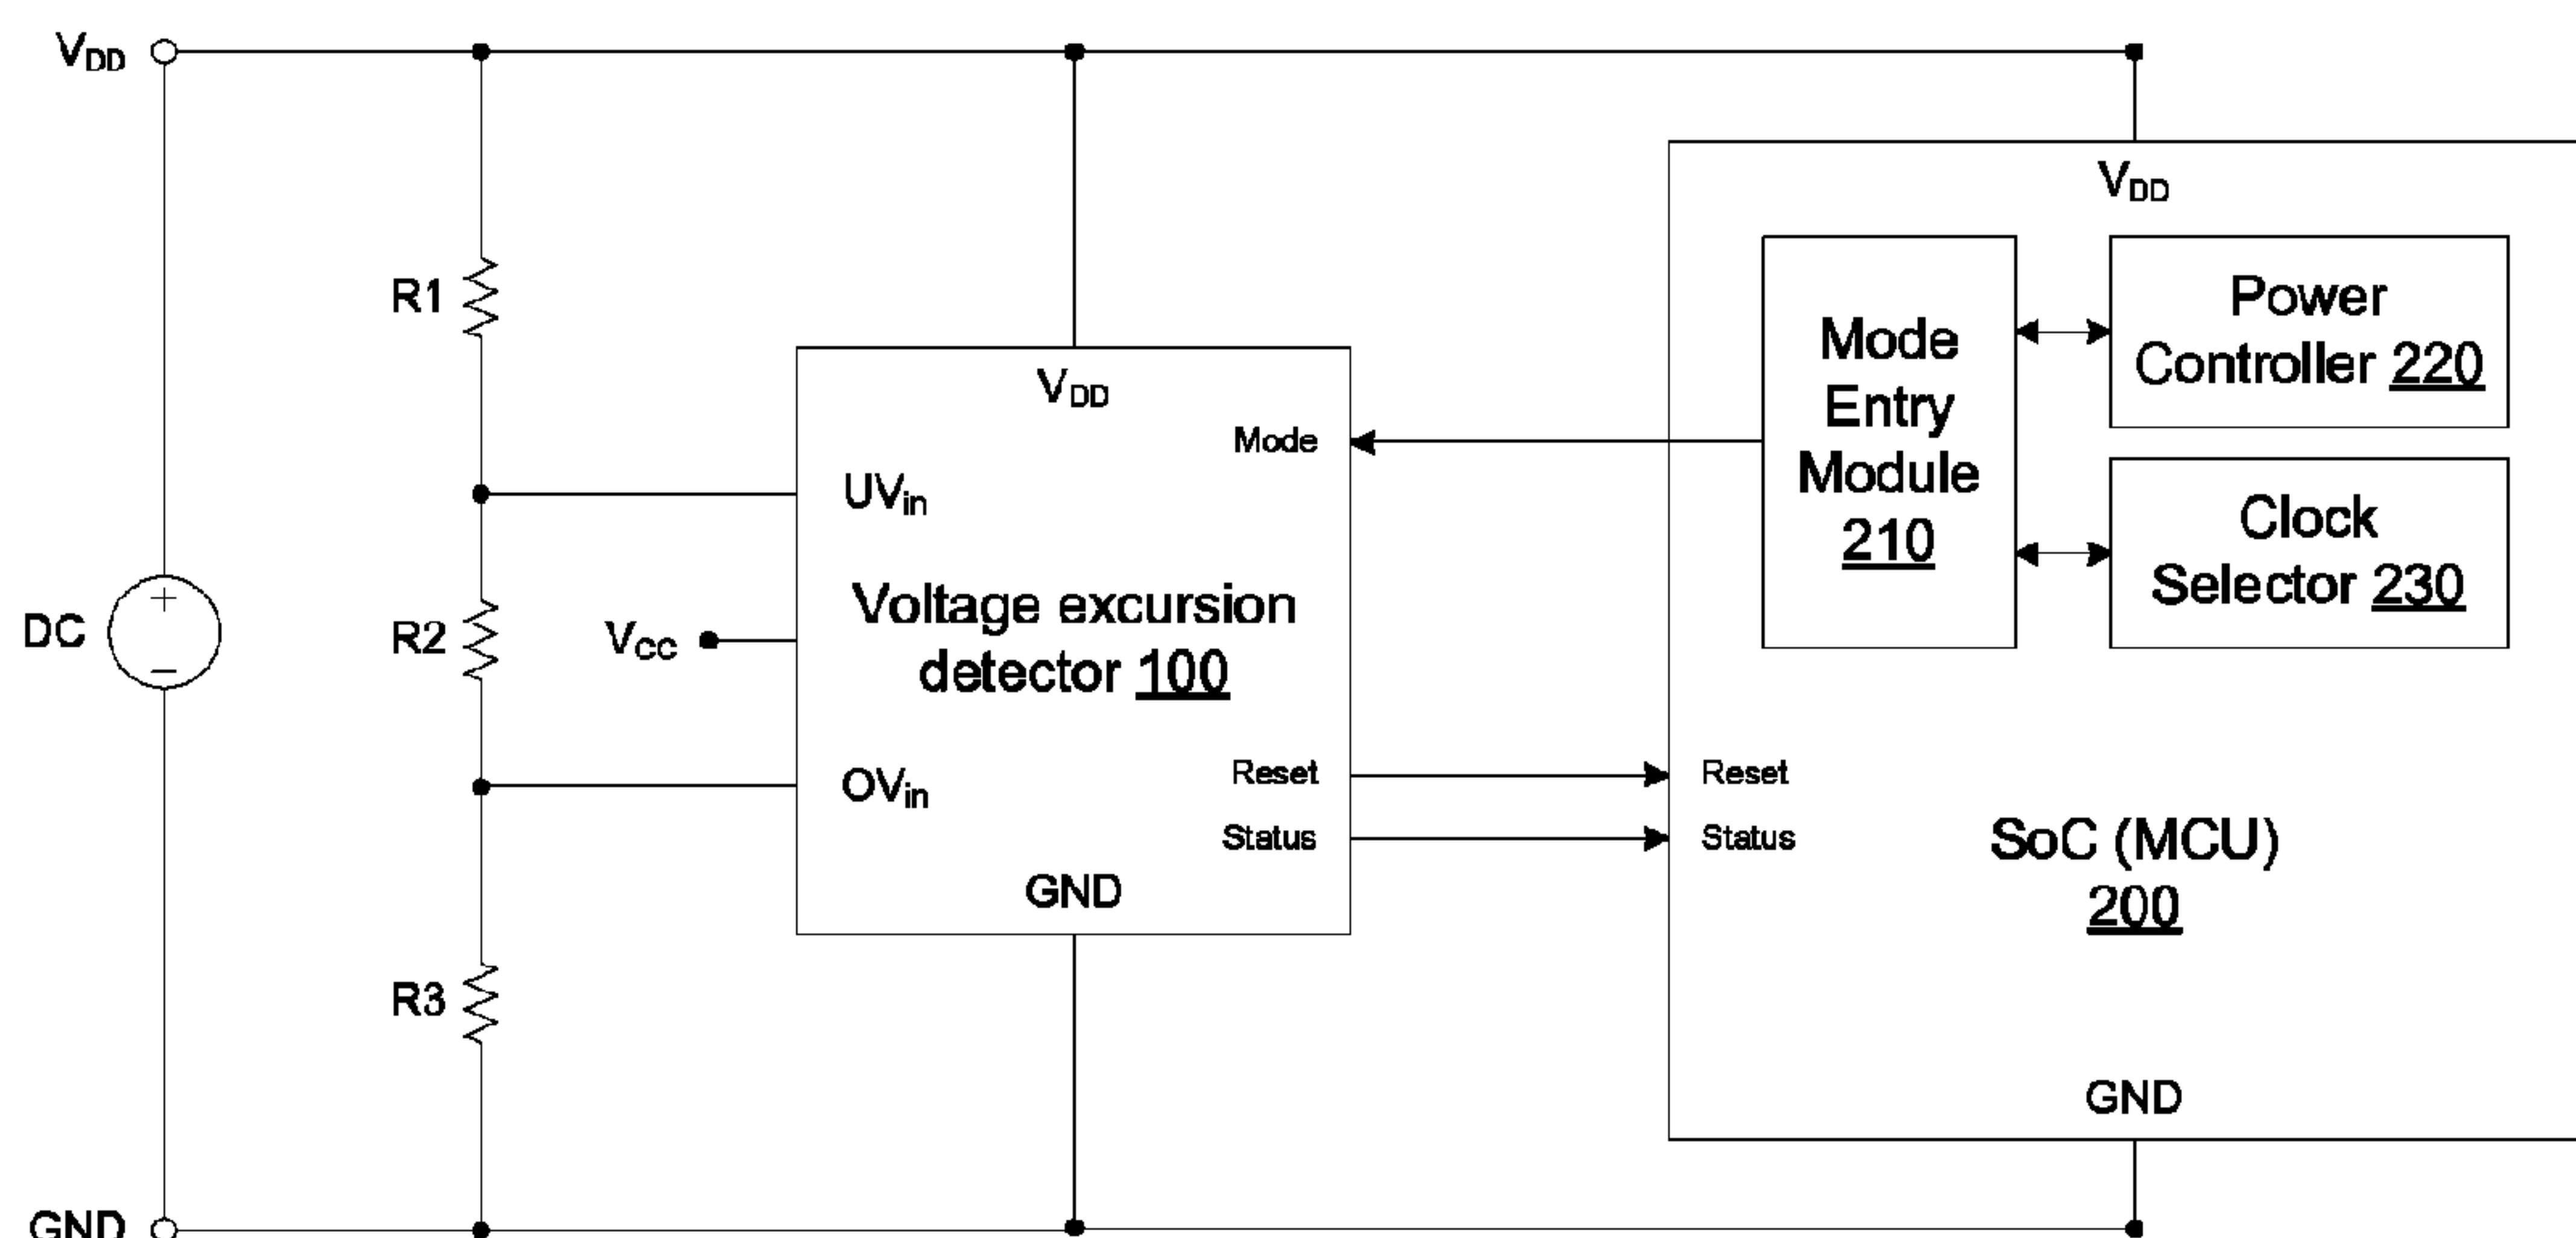 VDD
R1
R2
R3
DC
GND
VCC
VDD
Mode
UVin
Voltage excursion
detector 100
OVin
Reset
Status
GND
VDD
Mode
Entry
Module
210
Power
Controller 220
Clock
Selector 230
Reset
Status
SoC (MCU)
200
GND